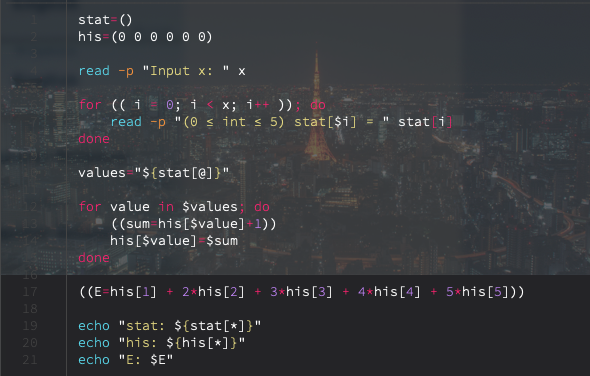 stat=()
his=(0 0 0 0 0 0)
read -p "Input x: " x
for (( i = 0; i < x; i++ )); do
read -p "(0 ≤ int ≤ 5) stat[$i] = " stat[i]
done
values="${stat[@]}"
for value in $values; do
((sum=his[$value]+1))
his[$value]=$sum
done
16
17 ((E=his[1] + 2*his[2] + 3*his[3] + 4*his[4] + 5*his[5]))
18
19 echo "stat: ${stat[*]}"
20 echo "his: ${his[*]}"
21 echo "E: $E"